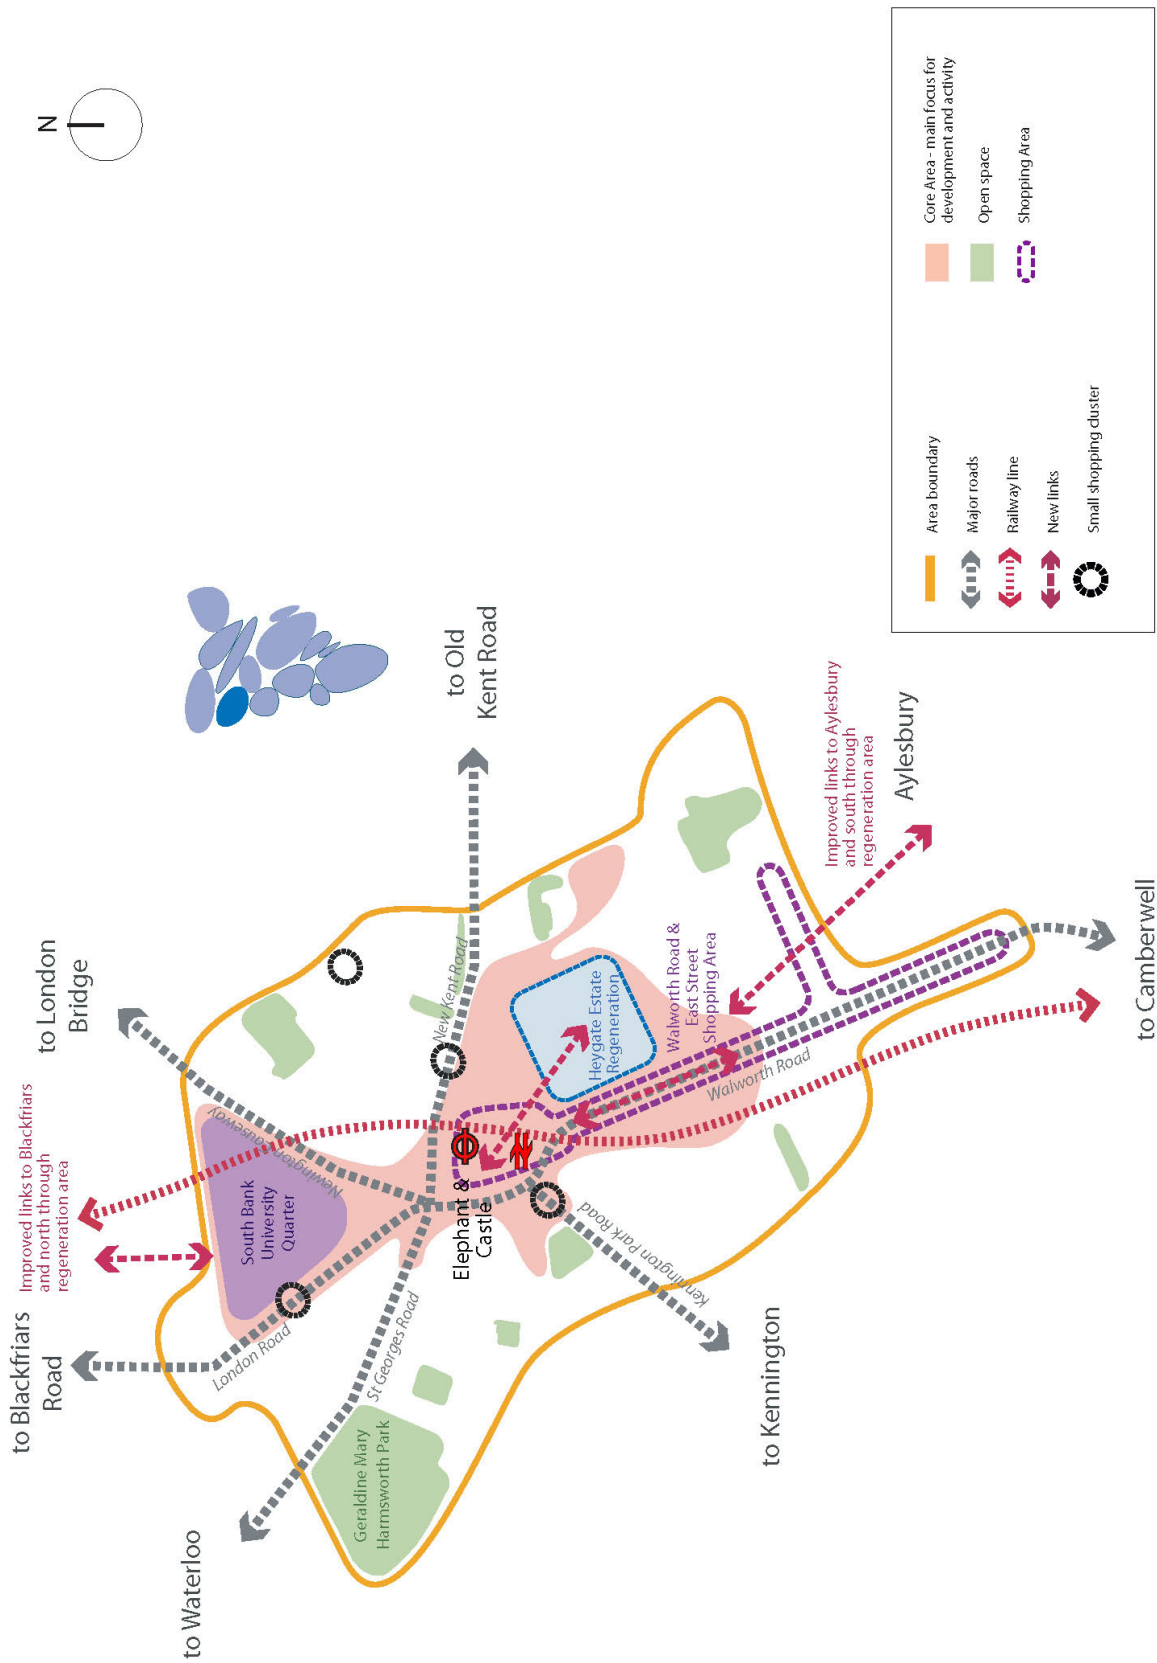 N
to Blackfriars
Road
Improved links to Blackfriars
and north through
regeneration area
to London
Bridge
to Waterloo
South Bank
University
Quarter
Newington Causeway
London Road
St Georges Road
Geraldine Mary
Harmsworth Park
Elephant &
Castle
New Kent Road
to Old
Kent Road
Heygate Estate
Regeneration
Kennington Park Road
to Kennington
Walworth Road &
East Street
Shopping Area
Walworth Road
Improved links to Aylesbury
and south through
regeneration area
Aylesbury
to Camberwell
Area boundary
Major roads
Railway line
New links
Small shopping cluster
Core Area - main focus for
development and activity
Open space
Shopping Area